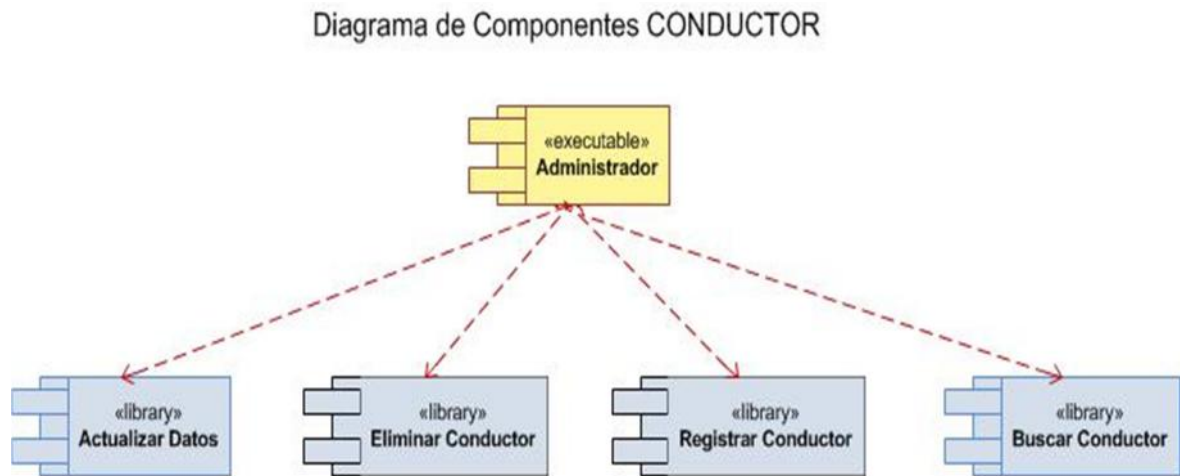 Diagrama de Componentes CONDUCTOR
«executable»
Administrador
«library»
Actualizar Datos
«library»
Eliminar Conductor
«library»
Registrar Conductor
«library»
Buscar Conductor